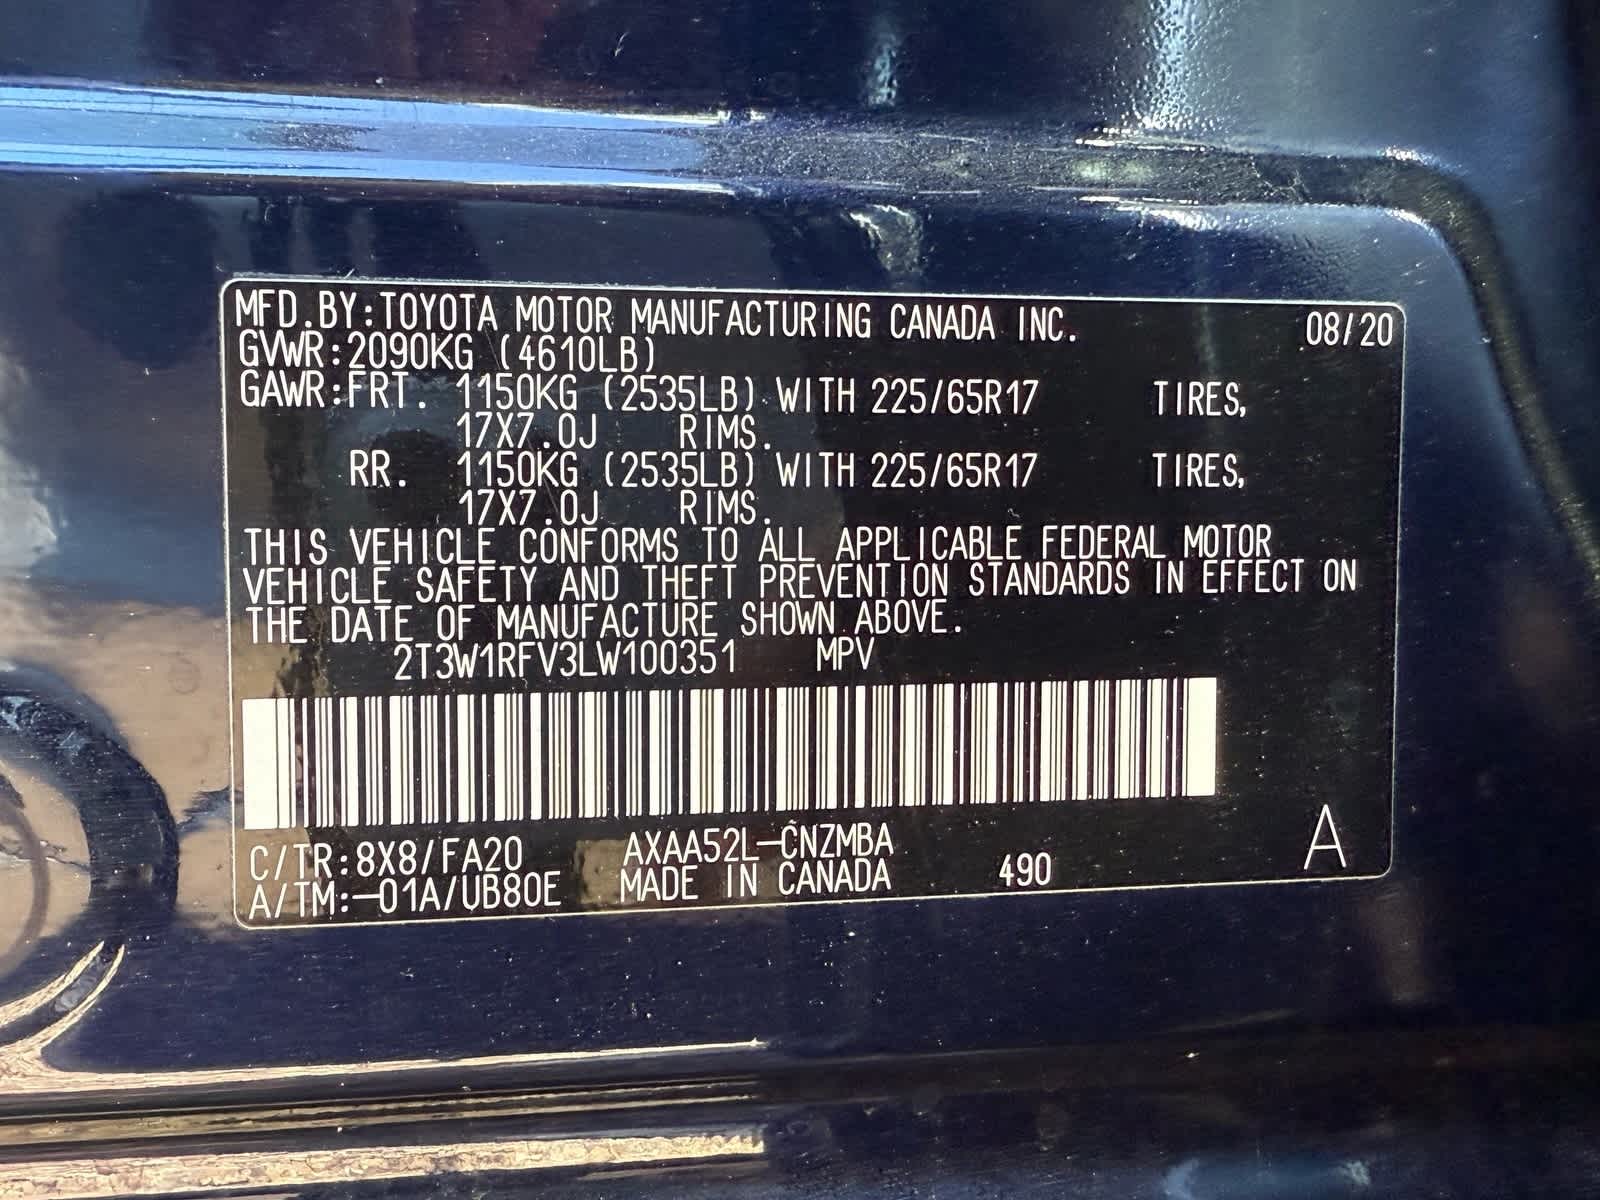 MFD.BY:TOYOTA MOTOR MANUFACTURING CANADA INC. 08/20
GVWR:2090KG (4610LB)
GAWR:FRT. 1150KG (2535LB) WITH 225/65R17 TIRES,
17X7.0J RIMS.
RR. 1150KG (2535LB) WITH 225/65R17 TIRES,
17X7.0J RIMS.
THIS VEHICLE CONFORMS TO ALL APPLICABLE FEDERAL MOTOR
VEHICLE SAFETY AND THEFT PREVENTION STANDARDS IN EFFECT ON
THE DATE OF MANUFACTURE SHOWN ABOVE.
2T3W1RFV3LW100351 MPV
C/TR:8X8/FA20 AXAA52L-CNZMBA
A/TM:-01A/UB80E MADE IN CANADA 490 A